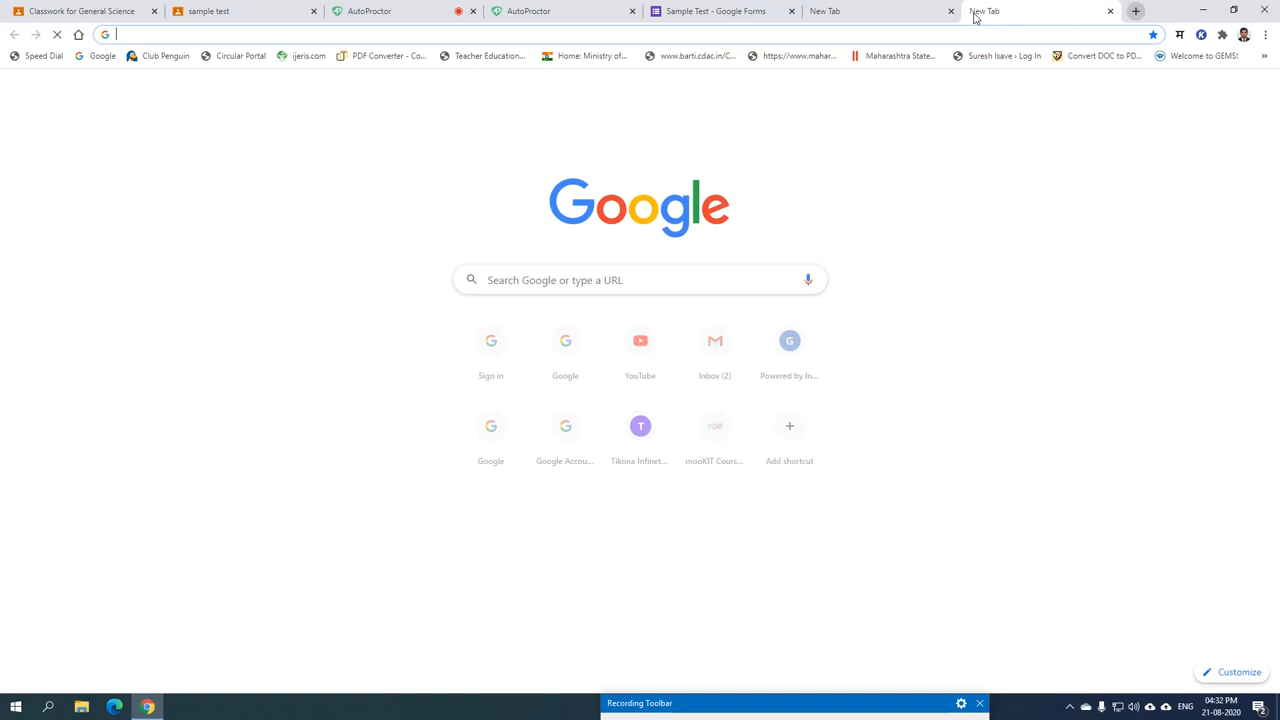 Classwork for General Science
sample test
AutoProctor
AutoProctor
Sample Test - Google Forms
New Tab
New Tab
Speed Dial
Google
Club Penguin
Circular Portal
ijeris.com
PDF Converter - Co...
Teacher Education...
Home: Ministry of...
www.barti.cdac.in/C...
https://www.mahar...
Maharashtra State...
Suresh Isave › Log In
Convert DOC to PD...
Welcome to GEMS!
»
Google
Search Google or type a URL
Sign in
Google
YouTube
Inbox (2)
G
Powered by In...
Google
Google Accou...
T
Tikona Infinet...
mooKIT Cours...
Add shortcut
Customize
Recording Toolbar
ENG
04:32 PM
21-08-2020
2